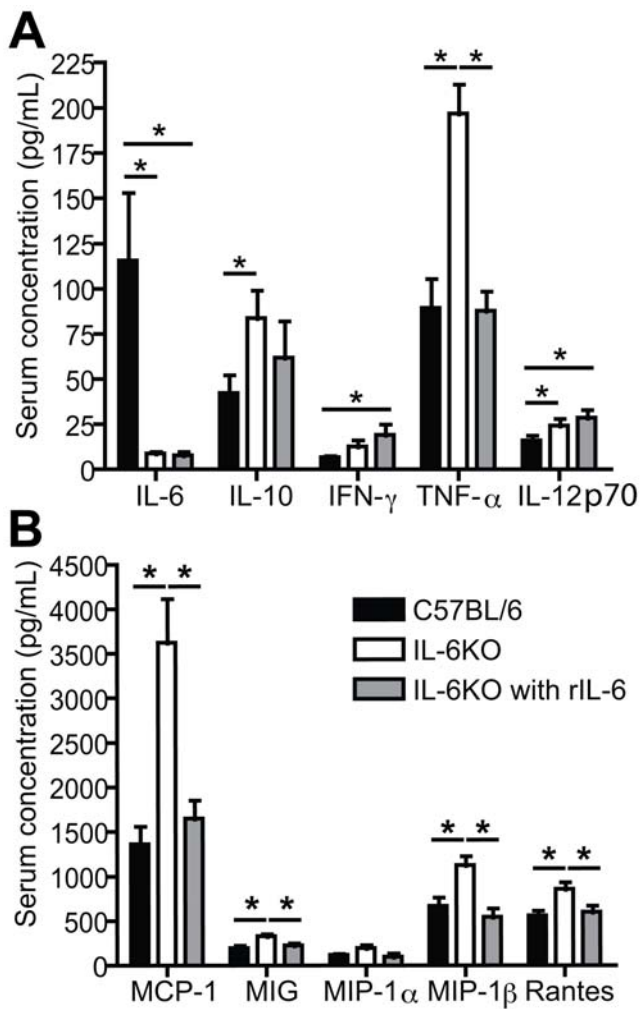 A
Serum concentration (pg/mL)
225
200
175
150
125
100
75
50
25
0
* * * * * * * *
IL-6 IL-10 IFN-γ TNF-α IL-12p70
B
Serum concentration (pg/mL)
4500
4000
3500
3000
2500
2000
1500
1000
500
0
* * * * * * * *
C57BL/6
IL-6KO
IL-6KO with rIL-6
MCP-1 MIG MIP-1α MIP-1β Rantes